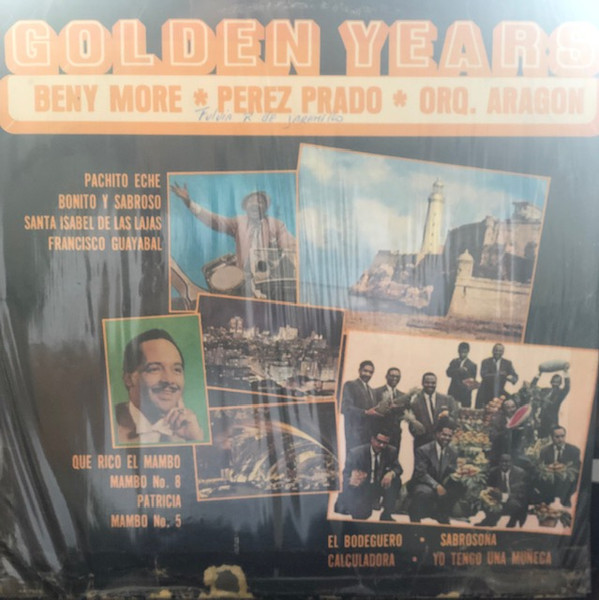 GOLDEN YEARS
BENY MORE * PEREZ PRADO * ORQ. ARAGON
DE JARAMILLO
PACHITO ECHE
BONITO Y SABROSO
SANTA ISABEL DE LAS LAJAS
FRANCISCO GUAYABAL
QUE RICO EL MAMBO
MAMBO No. 8
PATRICIA
MAMBO No. 5
EL BODEGUERO · SABROSONA
CALCULADORA · YO TENGO UNA MUÑECA